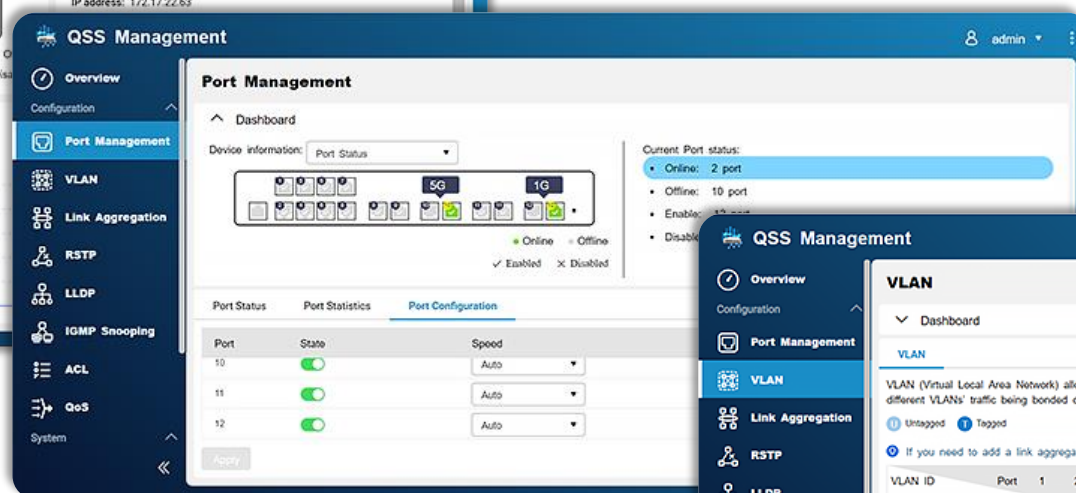 IP address: 172.17.22.63
QSS Management
admin
Overview
Configuration
Port Management
VLAN
Link Aggregation
RSTP
LLDP
IGMP Snooping
ACL
QoS
System
Port Management
Dashboard
Device information: Port Status
5G 1G
Online Offline
Enabled Disabled
Current Port status:
Online: 2 port
Offline: 10 port
Enable: 12 port
Disable
Port Status Port Statistics Port Configuration
Port State Speed
10 Auto
11 Auto
12 Auto
Apply
QSS Management
Overview
Configuration
Port Management
VLAN
Link Aggregation
RSTP
LLDP
VLAN
Dashboard
VLAN
VLAN (Virtual Local Area Network) all
different VLANs' traffic being bonded
U Untagged T Tagged
If you need to add a link aggrega
VLAN ID Port 1